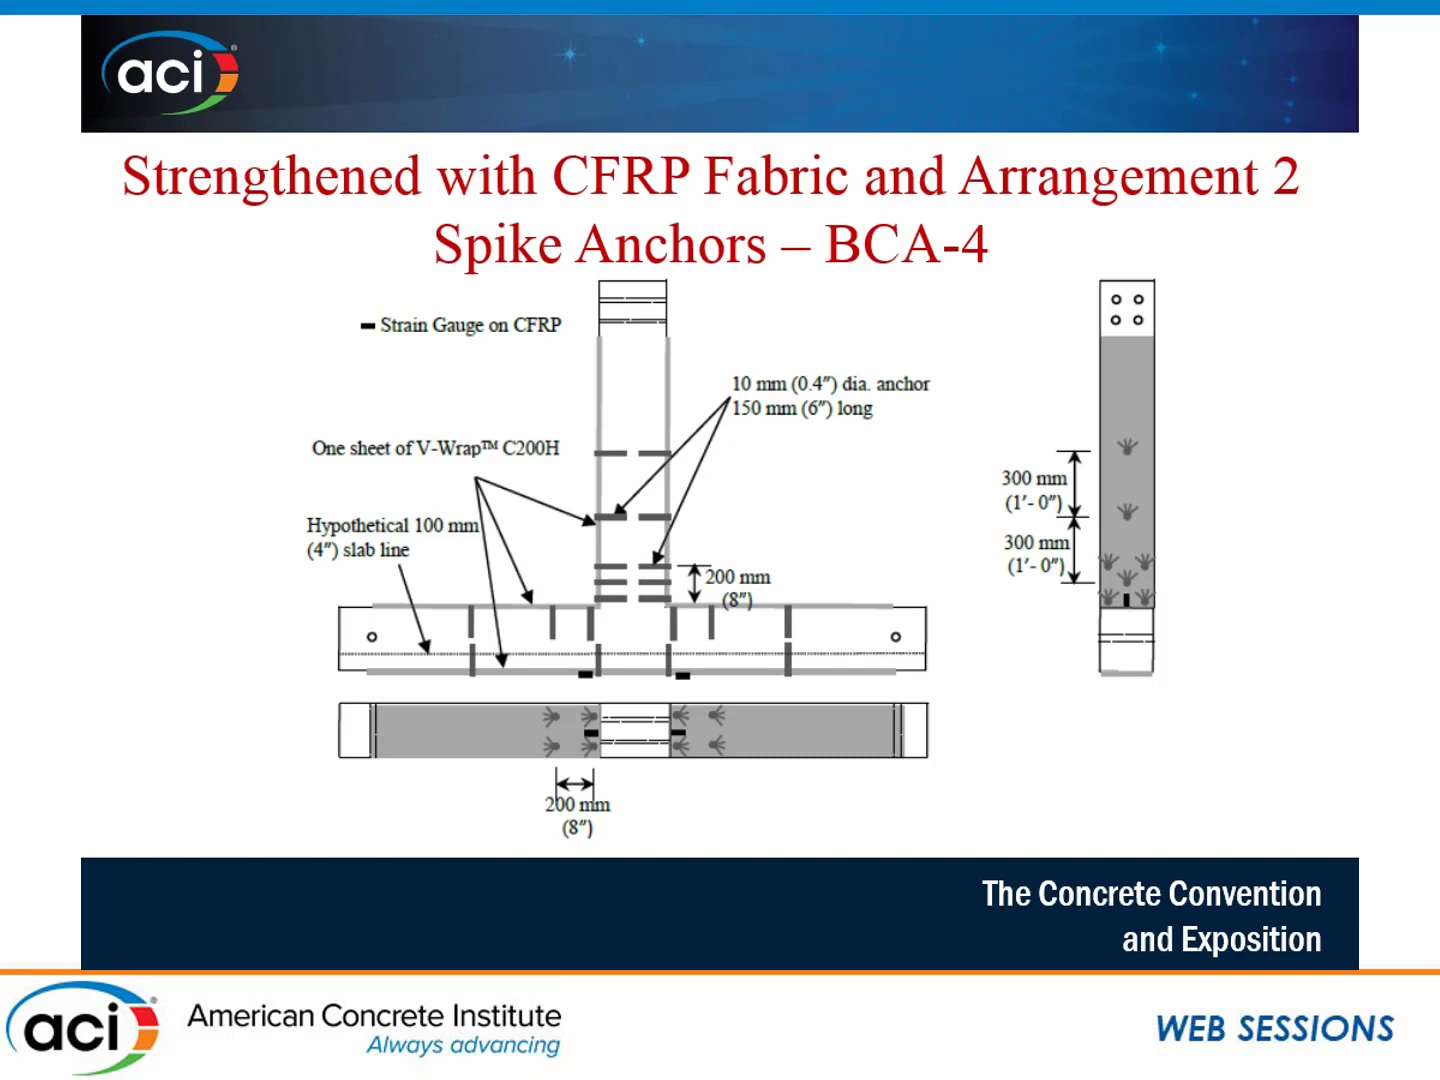 aci®
Strengthened with CFRP Fabric and Arrangement 2
Spike Anchors – BCA-4
Strain Gauge on CFRP
10 mm (0.4″) dia. anchor
150 mm (6″) long
One sheet of V-Wrap™ C200H
Hypothetical 100 mm
(4″) slab line
200 mm
(8″)
300 mm
(1′- 0″)
300 mm
(1′- 0″)
200 mm
(8″)
The Concrete Convention
and Exposition
aci®
American Concrete Institute
Always advancing
WEB SESSIONS